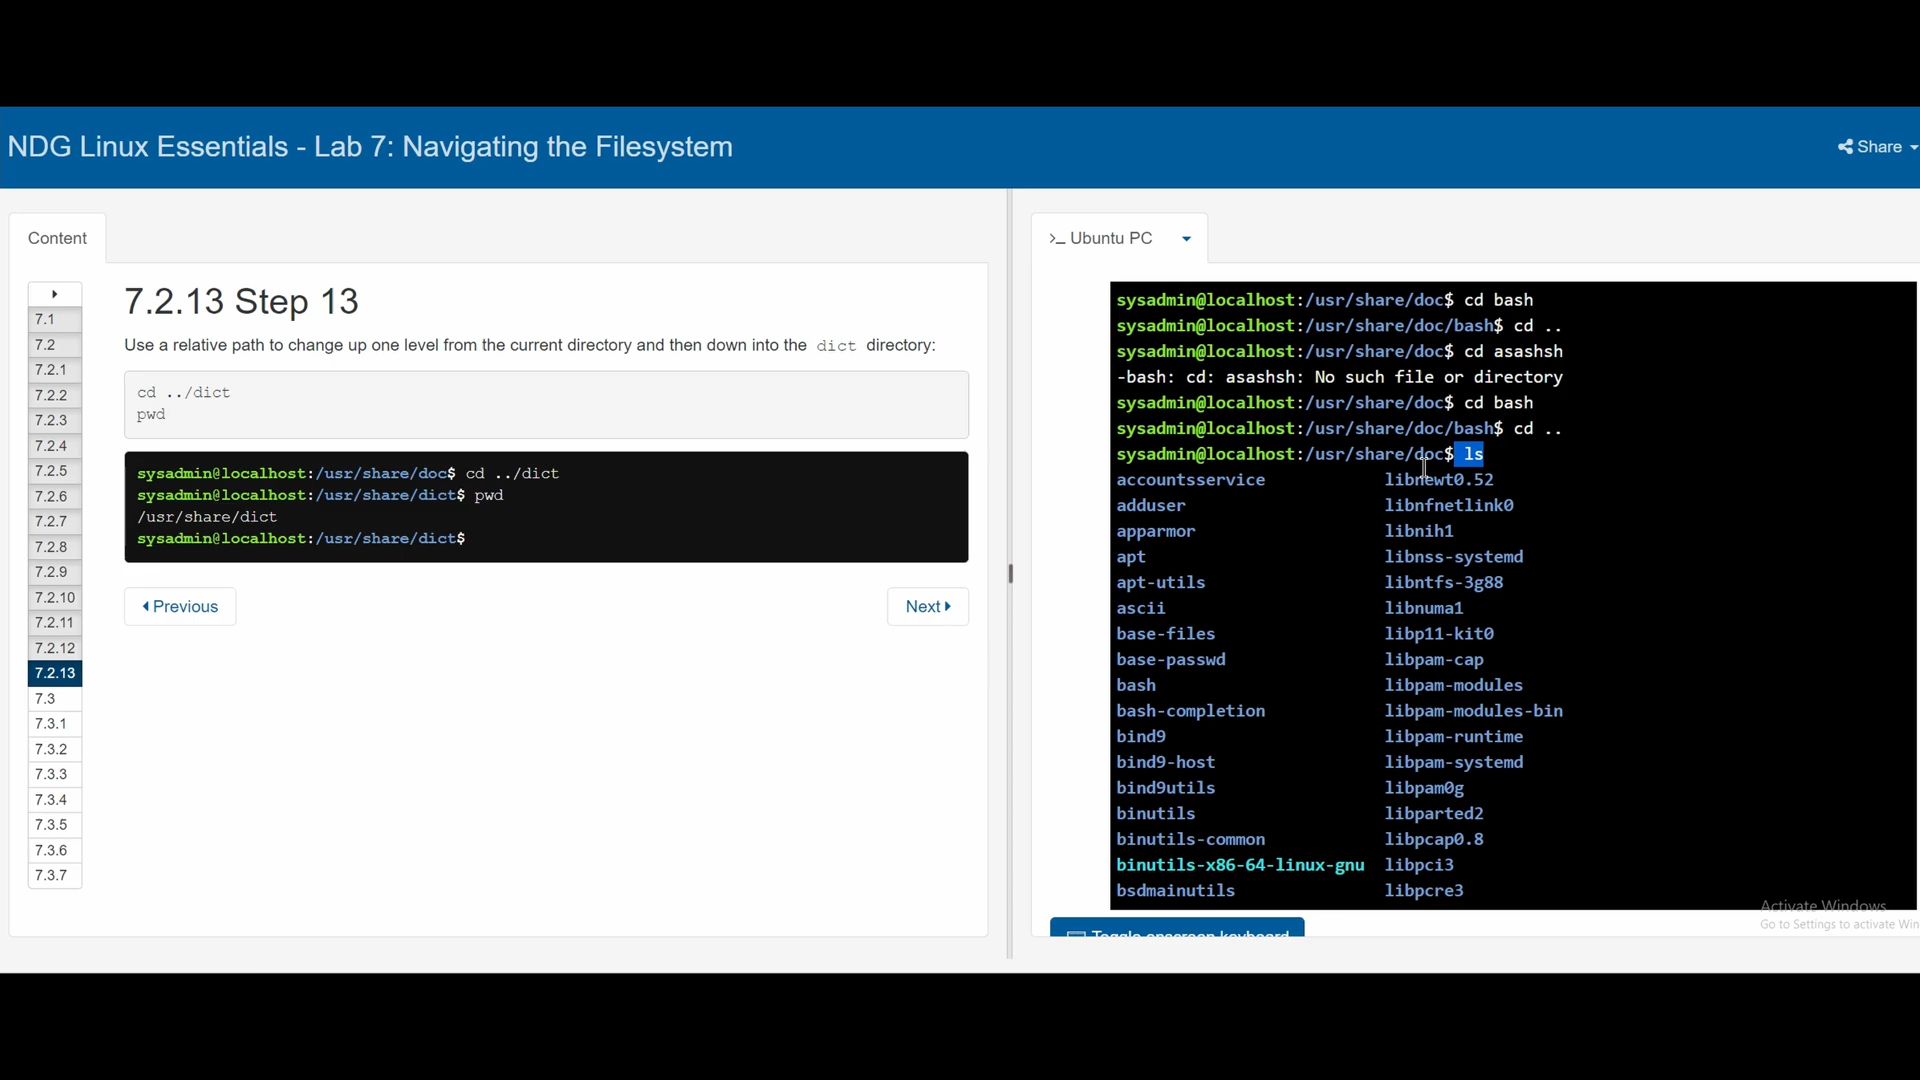 NDG Linux Essentials - Lab 7: Navigating the Filesystem
Share
Content
7.1
7.2
7.2.1
7.2.2
7.2.3
7.2.4
7.2.5
7.2.6
7.2.7
7.2.8
7.2.9
7.2.10
7.2.11
7.2.12
7.2.13
7.3
7.3.1
7.3.2
7.3.3
7.3.4
7.3.5
7.3.6
7.3.7
7.2.13 Step 13
Use a relative path to change up one level from the current directory and then down into the dict directory:
cd ../dict
pwd
sysadmin@localhost:/usr/share/doc$ cd ../dict
sysadmin@localhost:/usr/share/dict$ pwd
/usr/share/dict
sysadmin@localhost:/usr/share/dict$
Previous
Next
>_ Ubuntu PC
sysadmin@localhost:/usr/share/doc$ cd bash
sysadmin@localhost:/usr/share/doc/bash$ cd ..
sysadmin@localhost:/usr/share/doc$ cd asashsh
-bash: cd: asashsh: No such file or directory
sysadmin@localhost:/usr/share/doc$ cd bash
sysadmin@localhost:/usr/share/doc/bash$ cd ..
sysadmin@localhost:/usr/share/doc$ ls
accountsservice libnewt0.52
adduser libnfnetlink0
apparmor libnih1
apt libnss-systemd
apt-utils libntfs-3g88
ascii libnuma1
base-files libp11-kit0
base-passwd libpam-cap
bash libpam-modules
bash-completion libpam-modules-bin
bind9 libpam-runtime
bind9-host libpam-systemd
bind9utils libpam0g
binutils libparted2
binutils-common libpcap0.8
binutils-x86-64-linux-gnu libpci3
bsdmainutils libpcre3
Toggle onscreen keyboard
Activate Windows
Go to Settings to activate Win